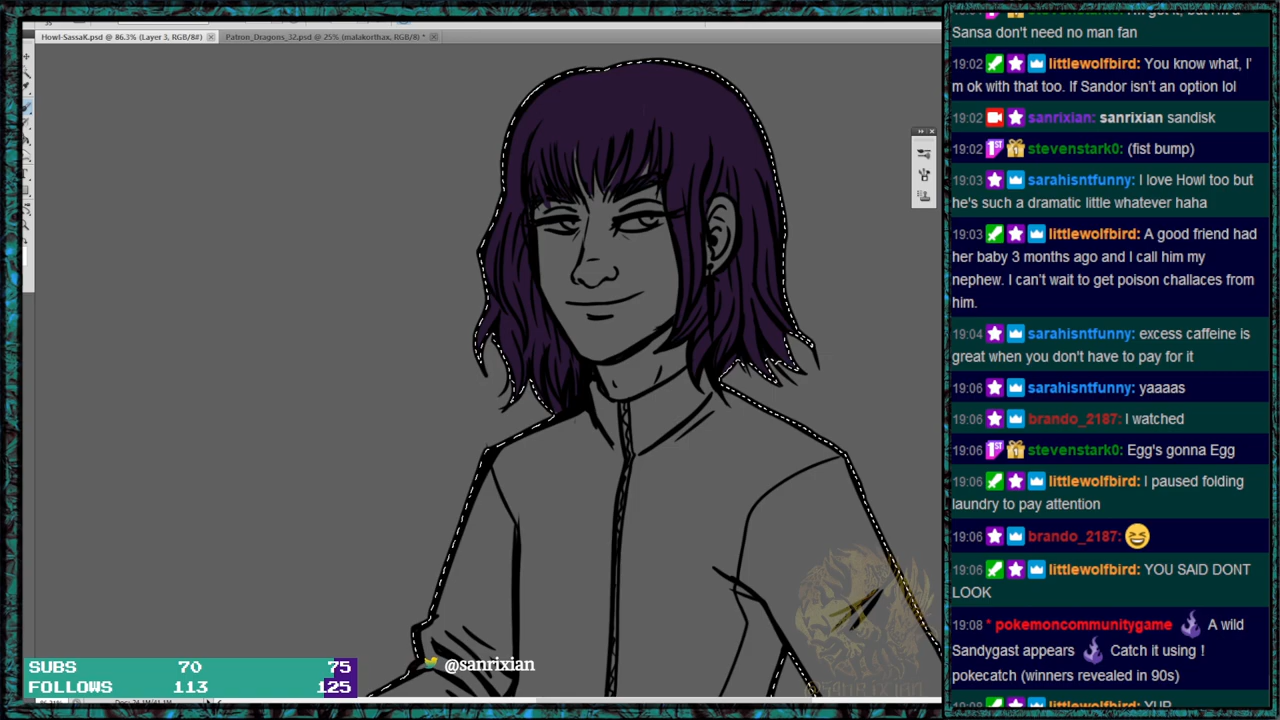 Howl-SassaK.psd @ 86.3% (Layer 3, RGB/8#)
Patron_Dragons_32.psd @ 25% (malakorthax, RGB/8) *
Sansa don't need no man fan
19:02 littlewolfbird: You know what, I'
m ok with that too. If Sandor isn't an option lol
19:02 sanrixian: sanrixian sandisk
19:02 stevenstark0: (fist bump)
19:03 sarahisntfunny: I love Howl too but
he's such a dramatic little whatever haha
19:03 littlewolfbird: A good friend had
her baby 3 months ago and I call him my
nephew. I can't wait to get poison challaces from
him.
19:04 sarahisntfunny: excess caffeine is
great when you don't have to pay for it
19:06 sarahisntfunny: yaaaas
19:06 brando_2187: I watched
19:06 stevenstark0: Egg's gonna Egg
19:06 littlewolfbird: I paused folding
laundry to pay attention
19:06 brando_2187:
19:06 littlewolfbird: YOU SAID DONT
LOOK
19:08 * pokemoncommunitygame A wild
Sandygast appears Catch it using !
pokecatch (winners revealed in 90s)
19:08 littlewolfbird: YUP
@sanrixian
SUBS 70 75
FOLLOWS 113 125
SANRIXIAN